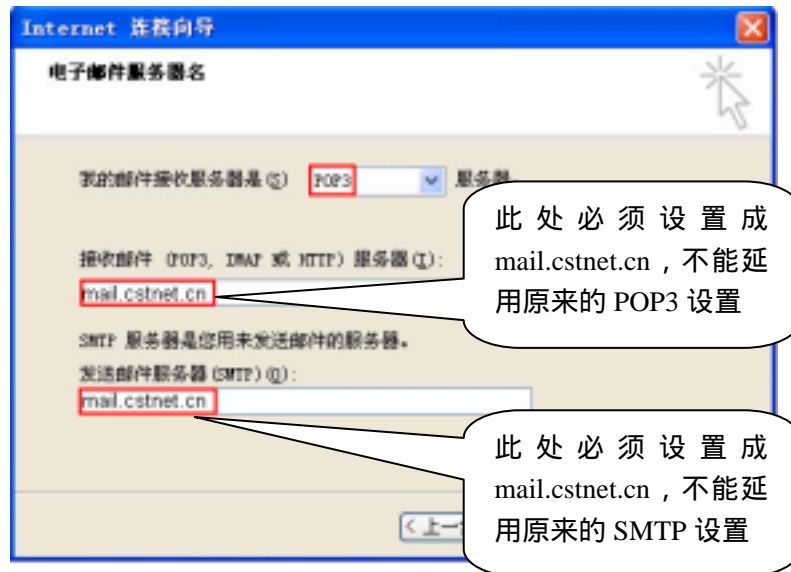 Internet 连接向导
电子邮件服务器名
我的邮件接收服务器是(S) POP3 服务器。
接收邮件 (POP3, IMAP 或 HTTP) 服务器(I):
mail.cstnet.cn
SMTP 服务器是您用来发送邮件的服务器。
发送邮件服务器(SMTP)(O):
mail.cstnet.cn
< 上一
此处必须设置成
mail.cstnet.cn，不能延
用原来的 POP3 设置
此处必须设置成
mail.cstnet.cn，不能延
用原来的 SMTP 设置